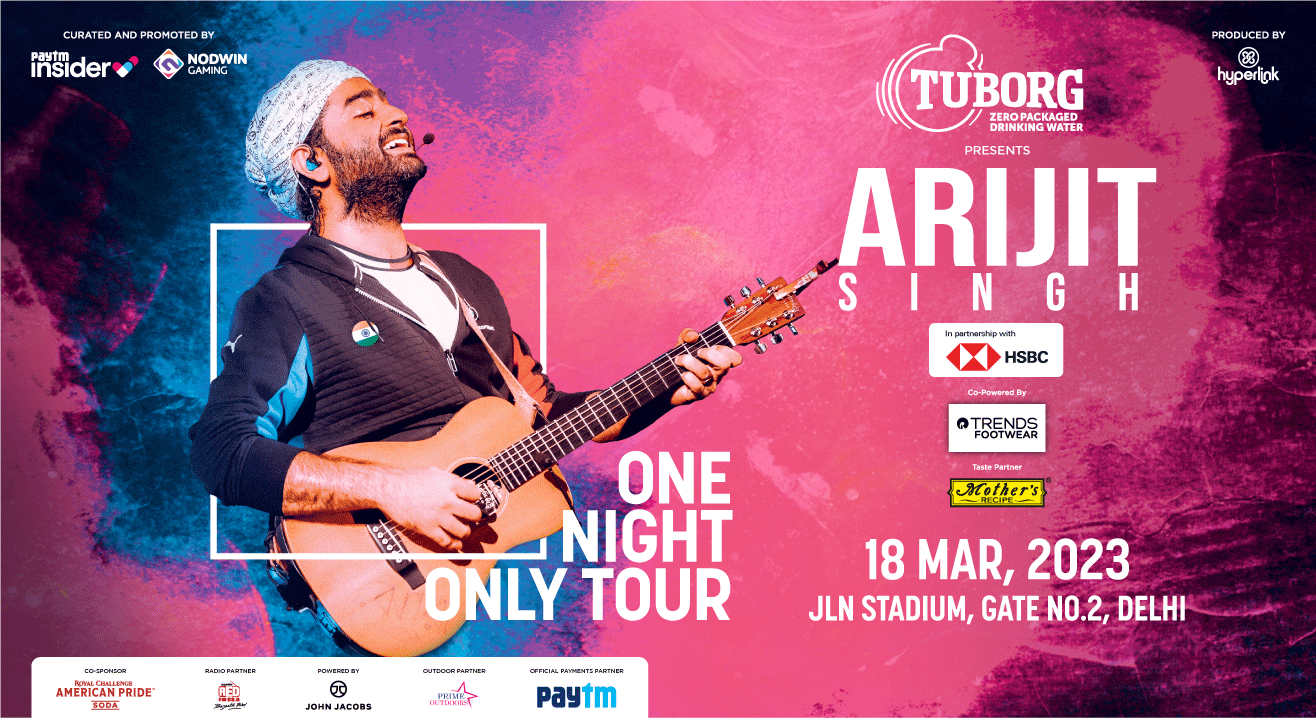 CURATED AND PROMOTED BY
paytm
insider
NODWIN
GAMING
PRODUCED BY
hyperlink
TUBORG
ZERO PACKAGED
DRINKING WATER
PRESENTS
ARIJIT
SINGH
In partnership with
HSBC
Co-Powered By
TRENDS
FOOTWEAR
Taste Partner
Mother's
RECIPE
®
ONE
NIGHT
ONLY TOUR
18 MAR, 2023
JLN STADIUM, GATE NO.2, DELHI
CO-SPONSOR
ROYAL CHALLENGE
AMERICAN PRIDE
SODA
RADIO PARTNER
RED
POWERED BY
JOHN JACOBS
OUTDOOR PARTNER
PRIME
OUTDOORS
OFFICIAL PAYMENTS PARTNER
paytm